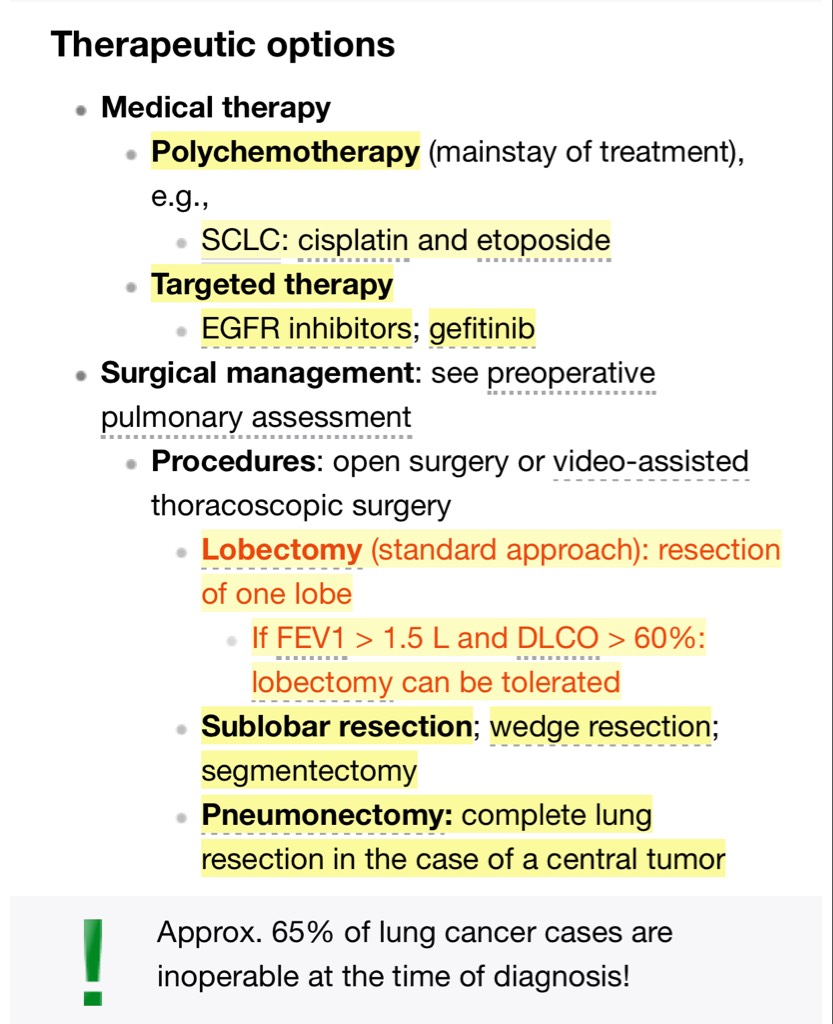 Therapeutic options
Medical therapy
Polychemotherapy (mainstay of treatment),
e.g.,
SCLC: cisplatin and etoposide
Targeted therapy
EGFR inhibitors; gefitinib
Surgical management: see preoperative
pulmonary assessment
Procedures: open surgery or video-assisted
thoracoscopic surgery
Lobectomy (standard approach): resection
of one lobe
If FEV1 > 1.5 L and DLCO > 60%:
lobectomy can be tolerated
Sublobar resection; wedge resection;
segmentectomy
Pneumonectomy: complete lung
resection in the case of a central tumor
Approx. 65% of lung cancer cases are
inoperable at the time of diagnosis!